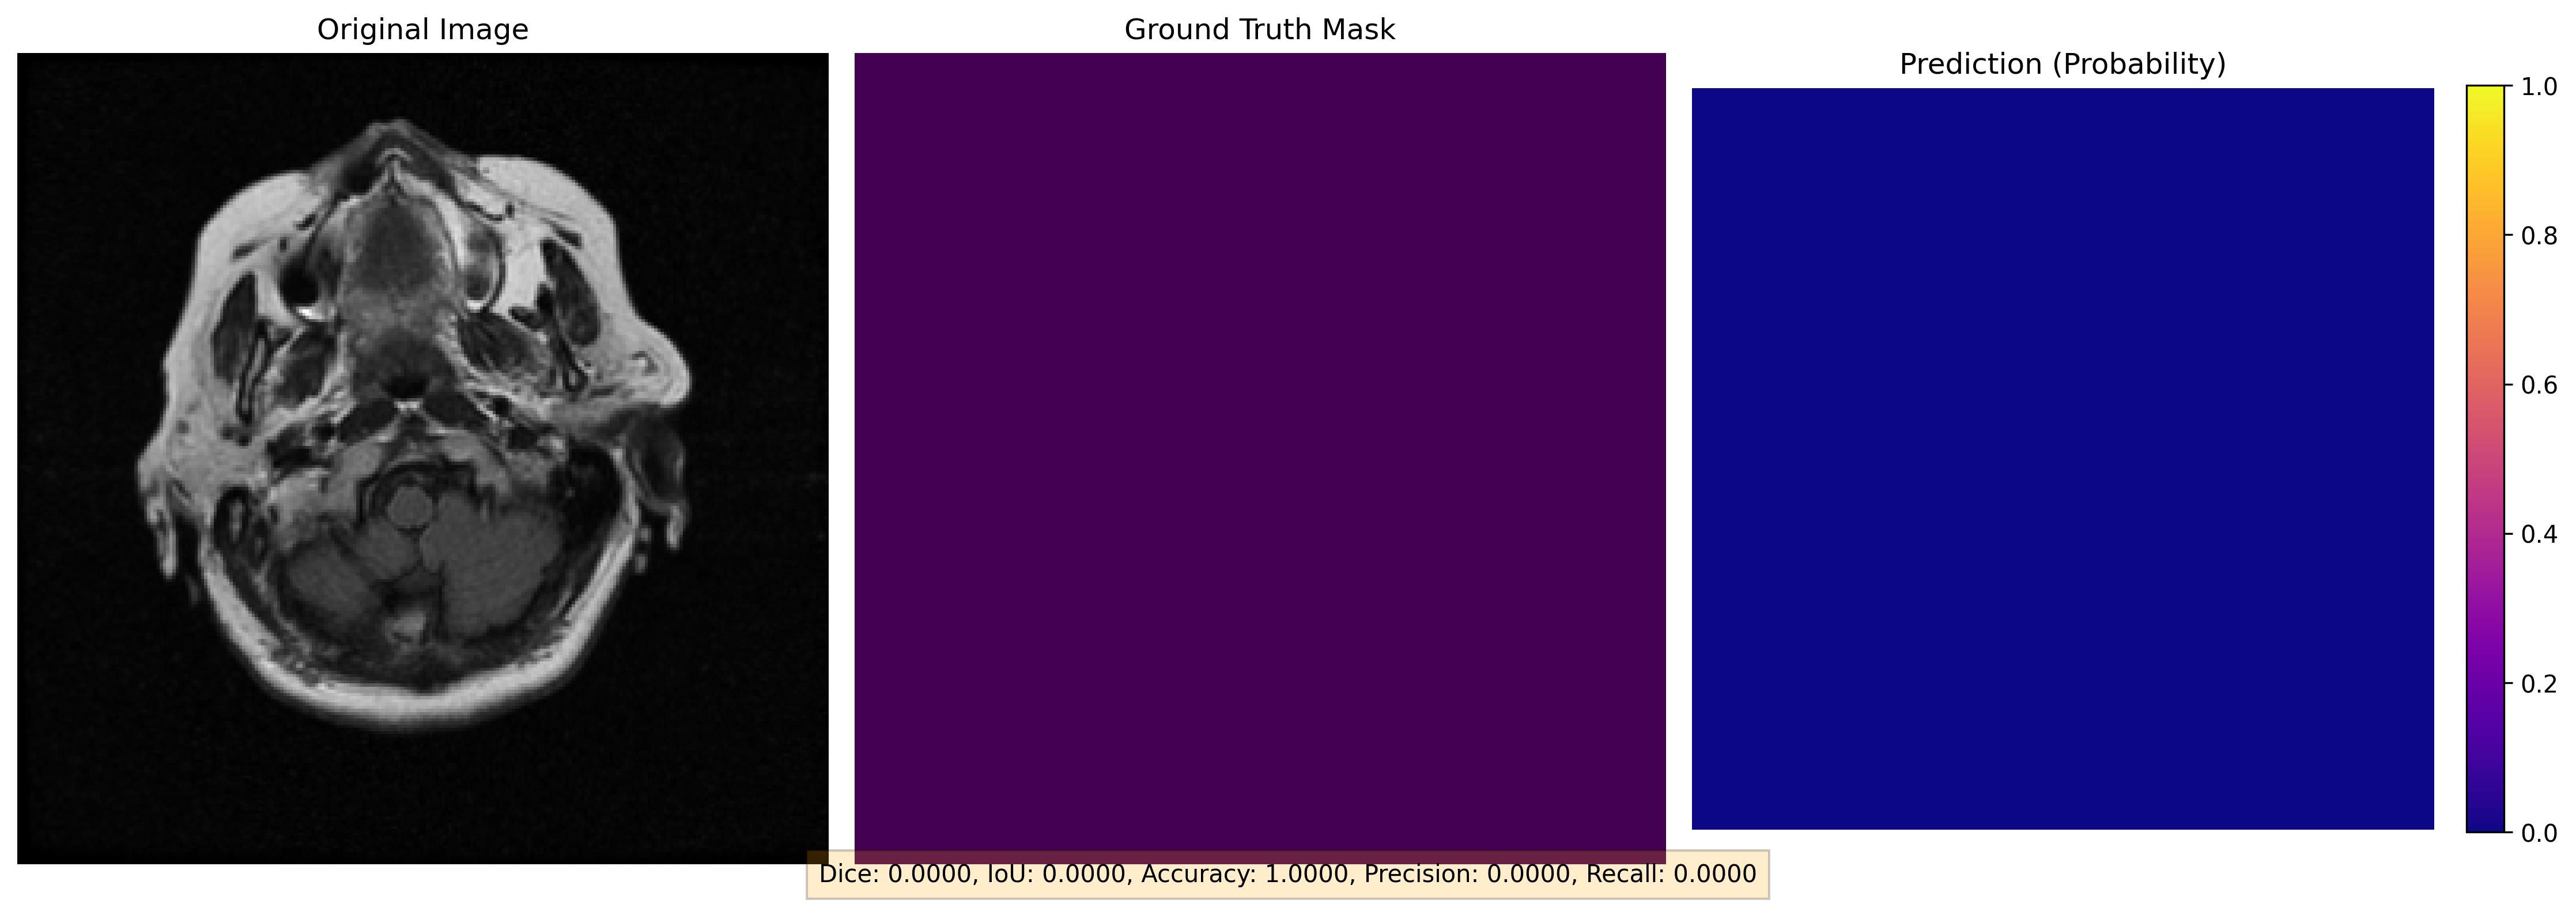 Original Image
Ground Truth Mask
Prediction (Probability)
1.0
0.8
0.6
0.4
0.2
0.0
Dice: 0.0000, IoU: 0.0000, Accuracy: 1.0000, Precision: 0.0000, Recall: 0.0000